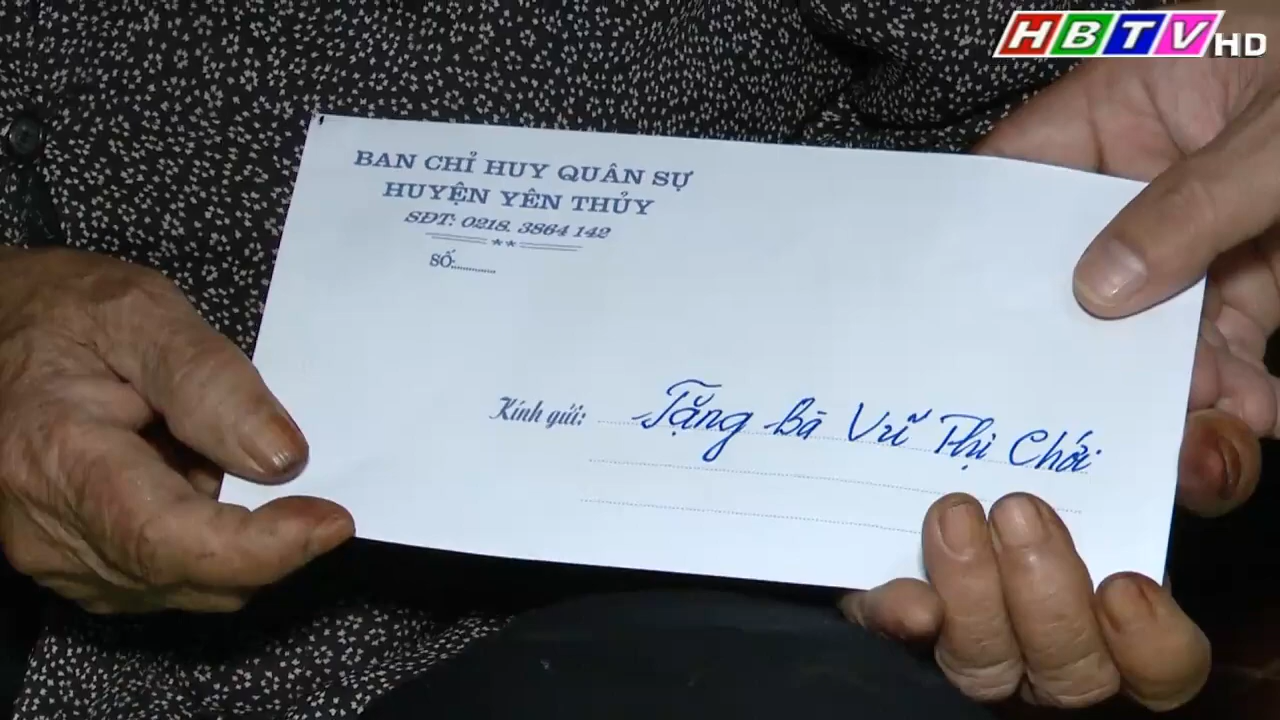 HBTV HD
BAN CHỈ HUY QUÂN SỰ
HUYỆN YÊN THỦY
SĐT: 0218. 3864 142
SỐ:............
Kính gửi: Tặng Bà Vũ Thị Chới